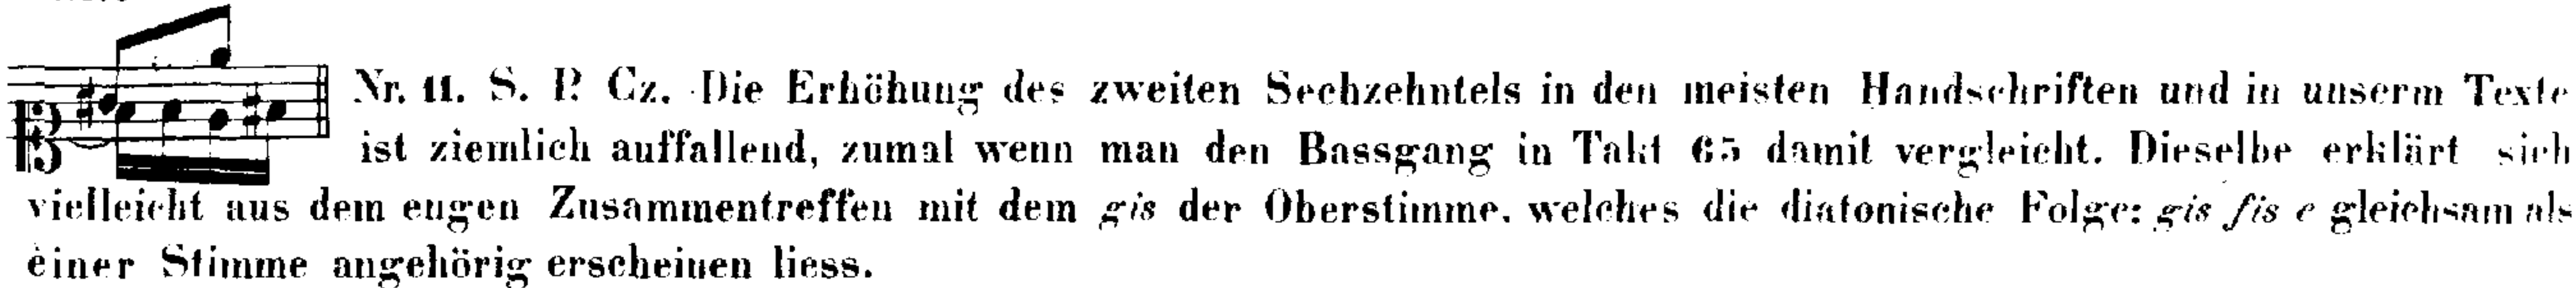 Nr. 11. S. P. Cz. Die Erhöhung des zweiten Sechzehntels in den meisten Handschriften und in unserm Texte
ist ziemlich auffallend, zumal wenn man den Bassgang in Takt 65 damit vergleicht. Dieselbe erklärt sich
vielleicht aus dem engen Zusammentreffen mit dem gis der Oberstimme, welches die diatonische Folge: gis fis e gleichsam als
einer Stimme angehörig erscheinen liess.